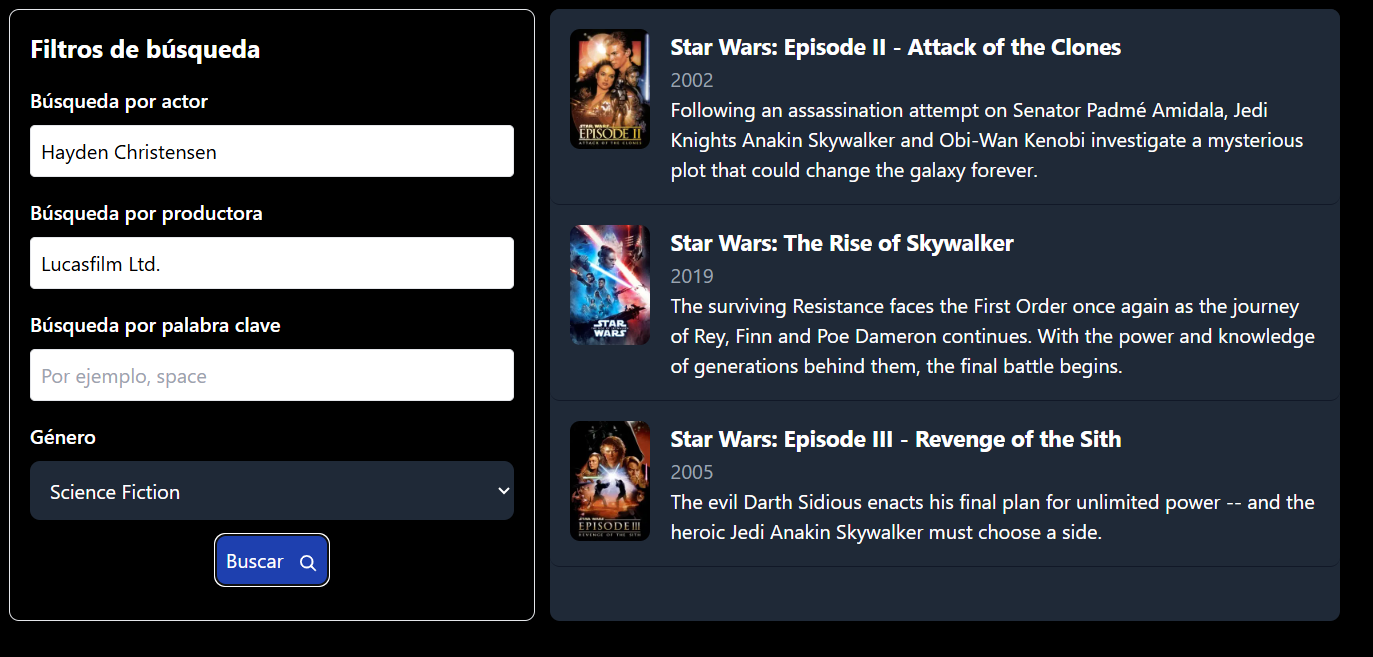 Filtros de búsqueda
Búsqueda por actor
Hayden Christensen
Búsqueda por productora
Lucasfilm Ltd.
Búsqueda por palabra clave
Por ejemplo, space
Género
Science Fiction
Buscar
STAR WARS
EPISODE II
ATTACK OF THE CLONES
Star Wars: Episode II - Attack of the Clones
2002
Following an assassination attempt on Senator Padmé Amidala, Jedi
Knights Anakin Skywalker and Obi-Wan Kenobi investigate a mysterious
plot that could change the galaxy forever.
STAR
WARS
Star Wars: The Rise of Skywalker
2019
The surviving Resistance faces the First Order once again as the journey
of Rey, Finn and Poe Dameron continues. With the power and knowledge
of generations behind them, the final battle begins.
STAR WARS
EPISODE III
REVENGE OF THE SITH
Star Wars: Episode III - Revenge of the Sith
2005
The evil Darth Sidious enacts his final plan for unlimited power -- and the
heroic Jedi Anakin Skywalker must choose a side.